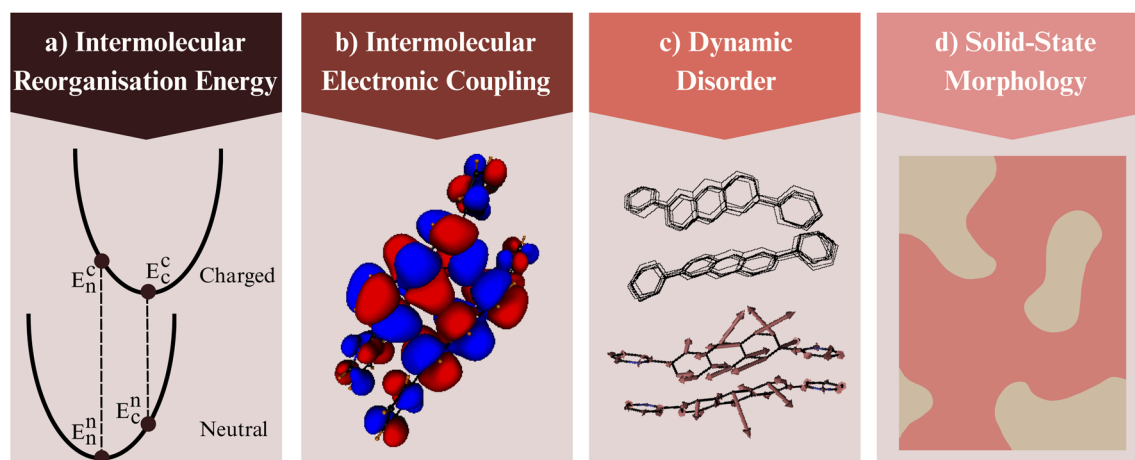 a) Intermolecular
Reorganisation Energy
b) Intermolecular
Electronic Coupling
c) Dynamic
Disorder
d) Solid-State
Morphology
E_n^c
E_c^c
Charged
E_n^n
E_c^n
Neutral